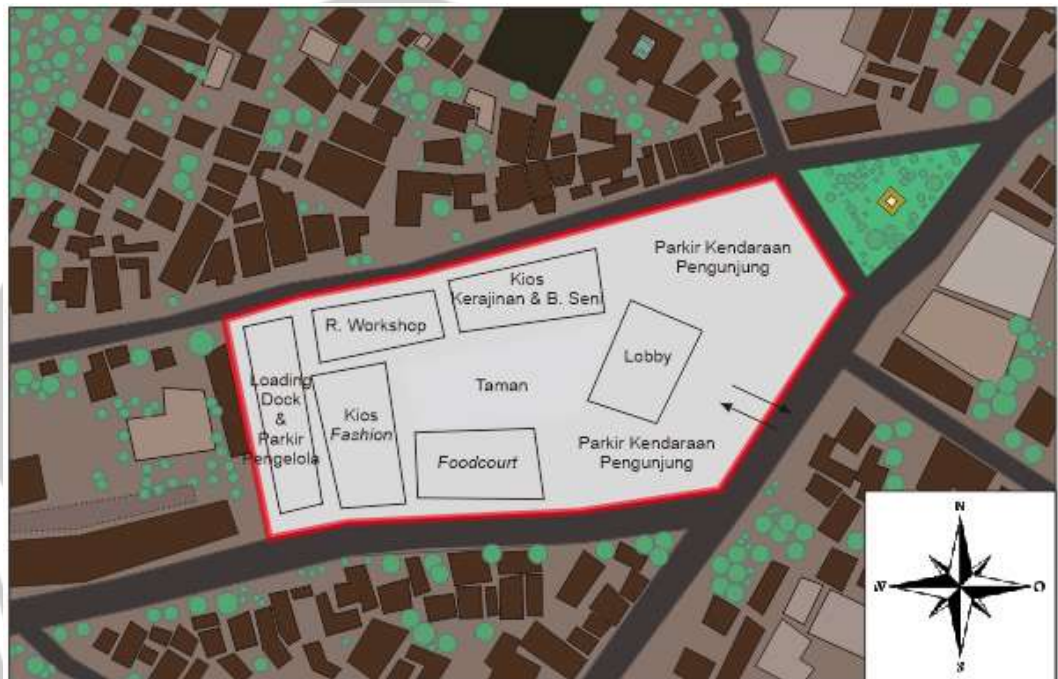 Parkir Kendaraan
Pengunjung
Kios
Kerajinan & B. Seni
R. Workshop
Lobby
Loading
Dock
&
Parkir
Pengelola
Kios
Fashion
Taman
Foodcourt
Parkir Kendaraan
Pengunjung
N
O
S